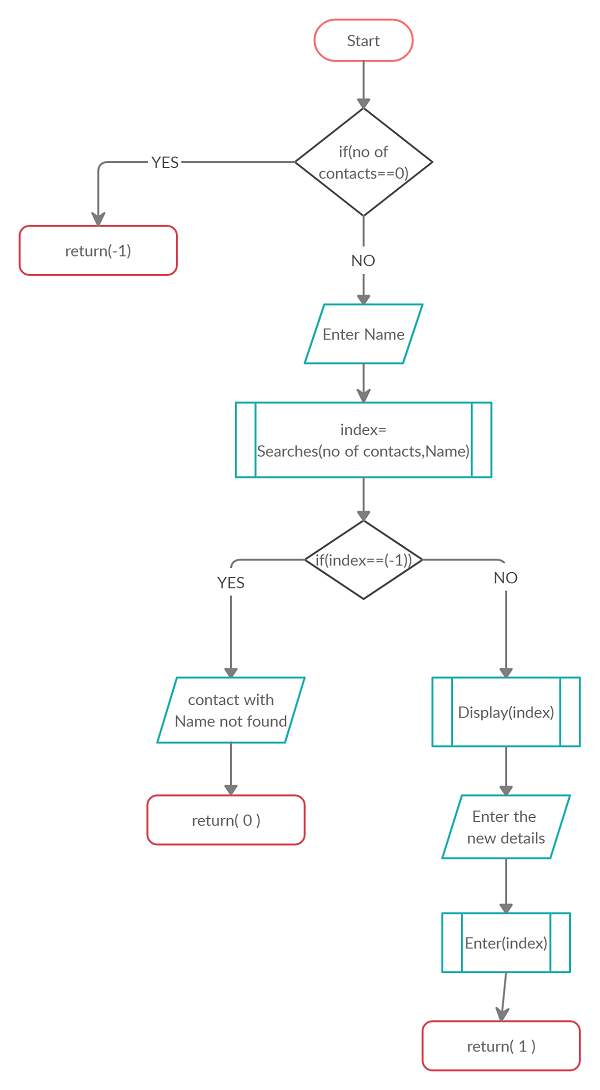 Start
if(no of
contacts==0)
YES
return(-1)
NO
Enter Name
index=
Searches(no of contacts,Name)
if(index==(-1))
YES
NO
contact with
Name not found
Display(index)
return( 0 )
Enter the
new details
Enter(index)
return( 1 )